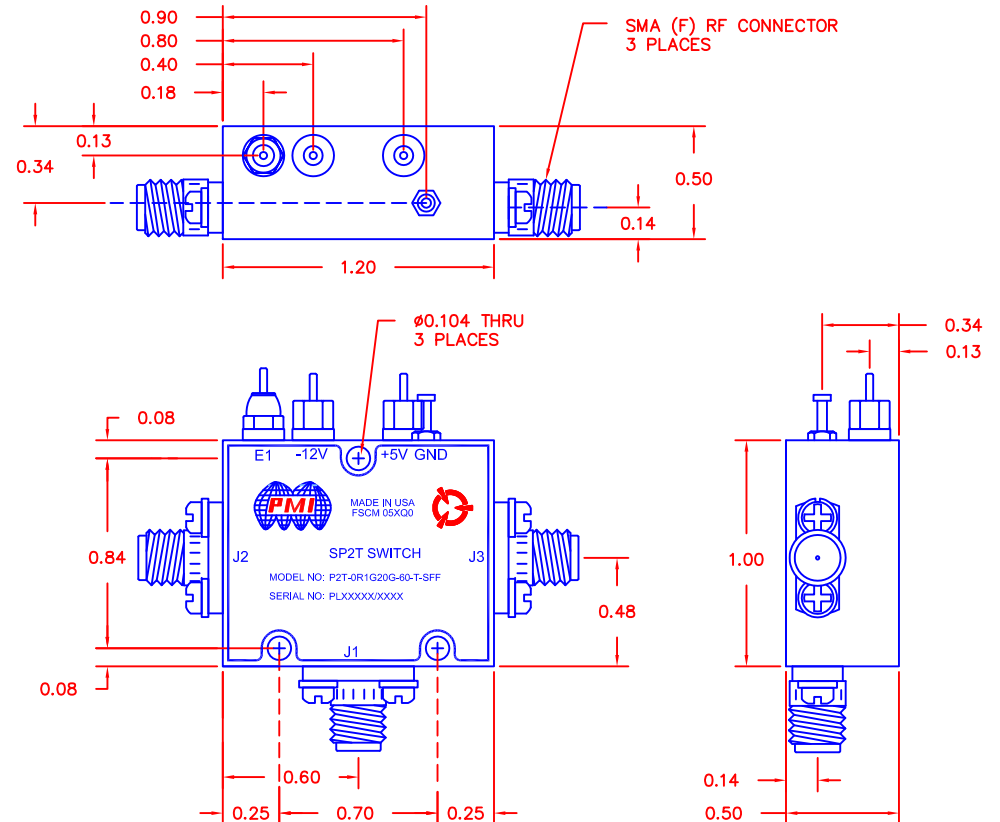 0.90
0.80
0.40
0.18
0.13
0.34
SMA (F) RF CONNECTOR
3 PLACES
0.50
0.14
1.20
ø0.104 THRU
3 PLACES
0.34
0.13
0.08
E1 -12V +5V GND
PMI
MADE IN USA
FSCM 05XQ0
0.84
J2
SP2T SWITCH
J3
1.00
MODEL NO: P2T-0R1G20G-60-T-SFF
SERIAL NO: PLXXXXX/XXXX
0.48
J1
0.08
0.60
0.14
0.25
0.70
0.25
0.50